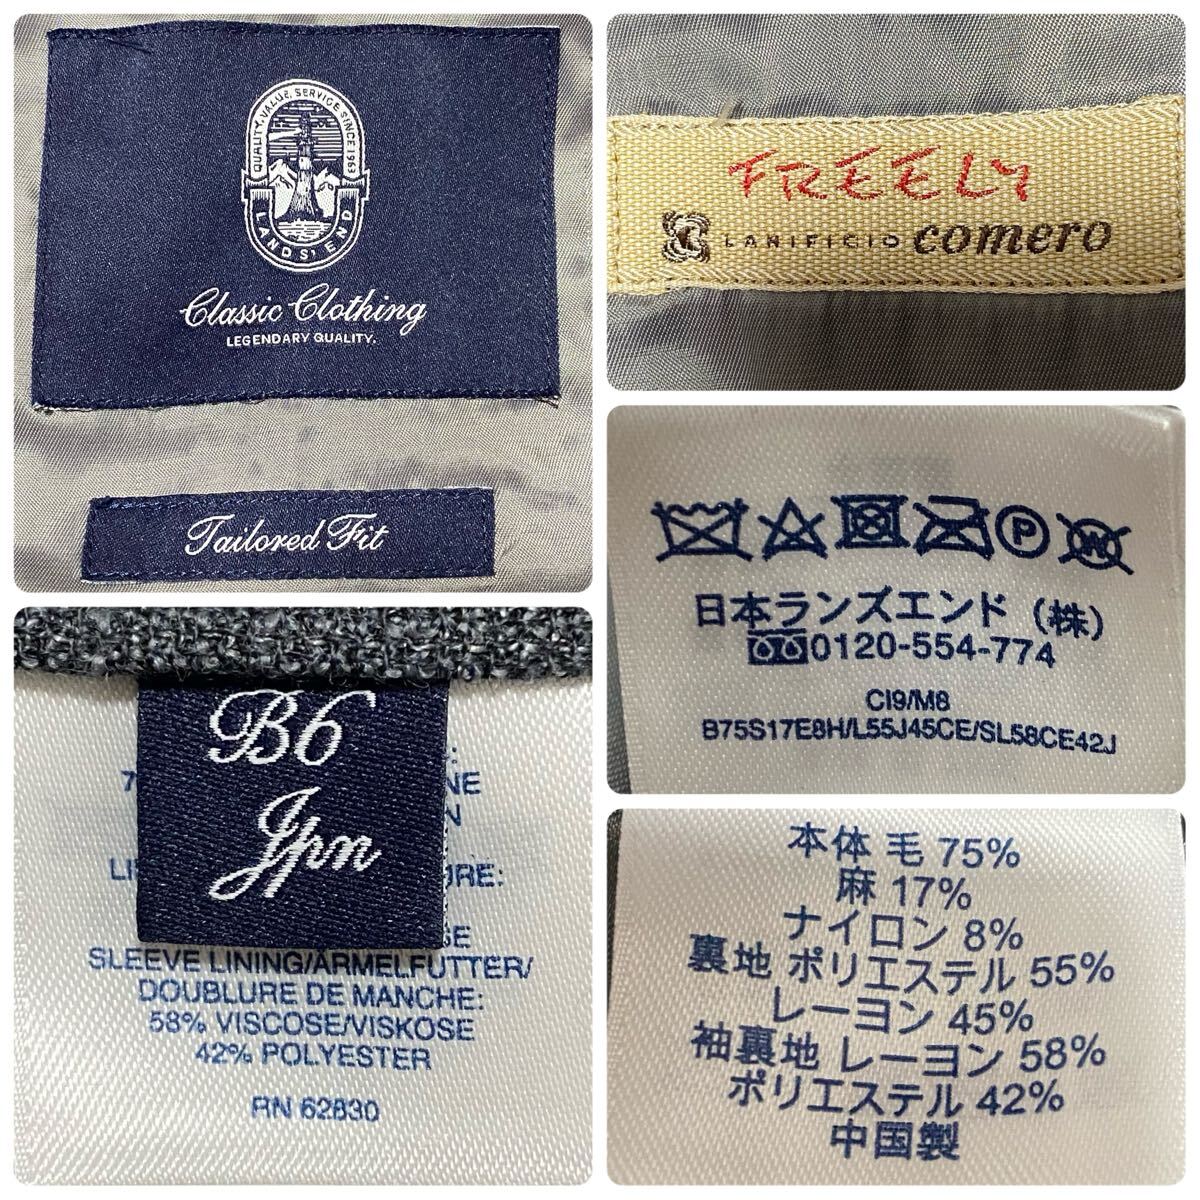 QUALITY, VALUE, SERVICE SINCE 1963
LANDS' END
Classic Clothing
LEGENDARY QUALITY.
Tailored Fit
FREELY
LANIFICIO comero
P
W
日本ランズエンド（株）
0120-554-774
CI9/M8
B75S17E8H/L55J45CE/SL58CE42J
B6
Jpn
SLEEVE LINING/ÄRMELFUTTER/
DOUBLURE DE MANCHE:
58% VISCOSE/VISKOSE
42% POLYESTER
RN 62830
本体 毛 75%
麻 17%
ナイロン 8%
裏地 ポリエステル 55%
レーヨン 45%
袖裏地 レーヨン 58%
ポリエステル 42%
中国製